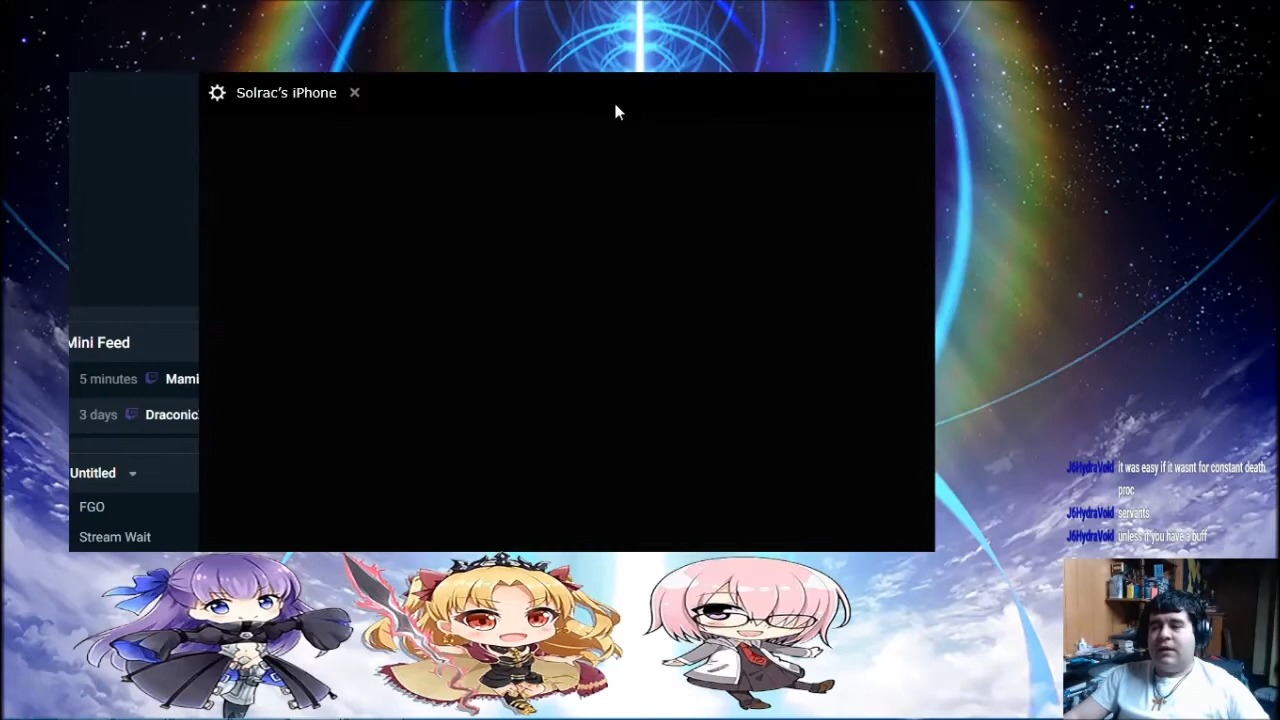 Solrac's iPhone
Mini Feed
5 minutes Mami
3 days Draconic
Untitled
FGO
Stream Wait
J6HydraVoid it was easy if it wasnt for constant death
proc
J6HydraVoid servants
J6HydraVoid unless if you have a buff